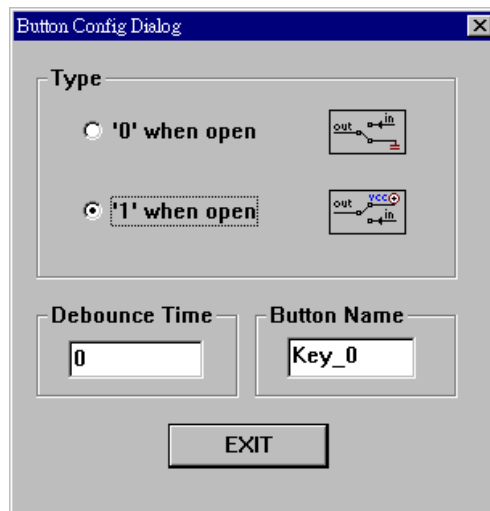 Button Config Dialog
Type
'0' when open
out in
'1' when open
vcc
out in
Debounce Time
0
Button Name
Key_0
EXIT